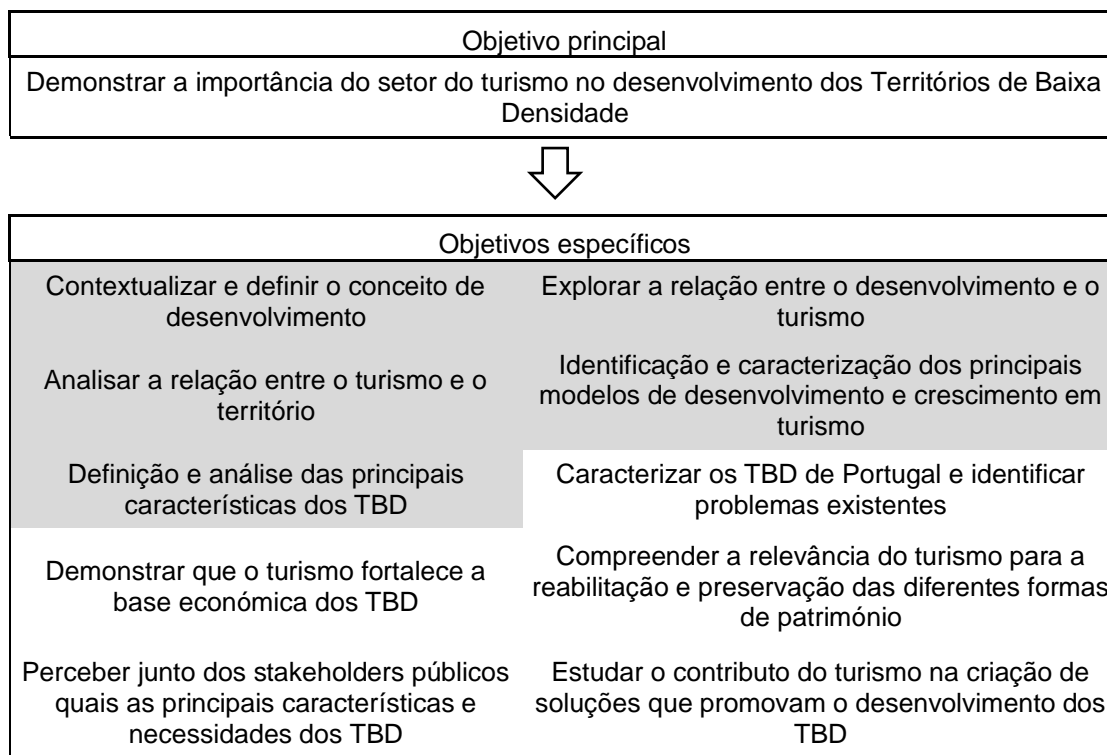 Objetivo principal
Demonstrar a importância do setor do turismo no desenvolvimento dos Territórios de Baixa
Densidade
Objetivos específicos
Contextualizar e definir o conceito de
desenvolvimento
Explorar a relação entre o desenvolvimento e o
turismo
Analisar a relação entre o turismo e o
território
Identificação e caracterização dos principais
modelos de desenvolvimento e crescimento em
turismo
Definição e análise das principais
características dos TBD
Caracterizar os TBD de Portugal e identificar
problemas existentes
Demonstrar que o turismo fortalece a
base económica dos TBD
Compreender a relevância do turismo para a
reabilitação e preservação das diferentes formas
de património
Perceber junto dos stakeholders públicos
quais as principais características e
necessidades dos TBD
Estudar o contributo do turismo na criação de
soluções que promovam o desenvolvimento dos
TBD